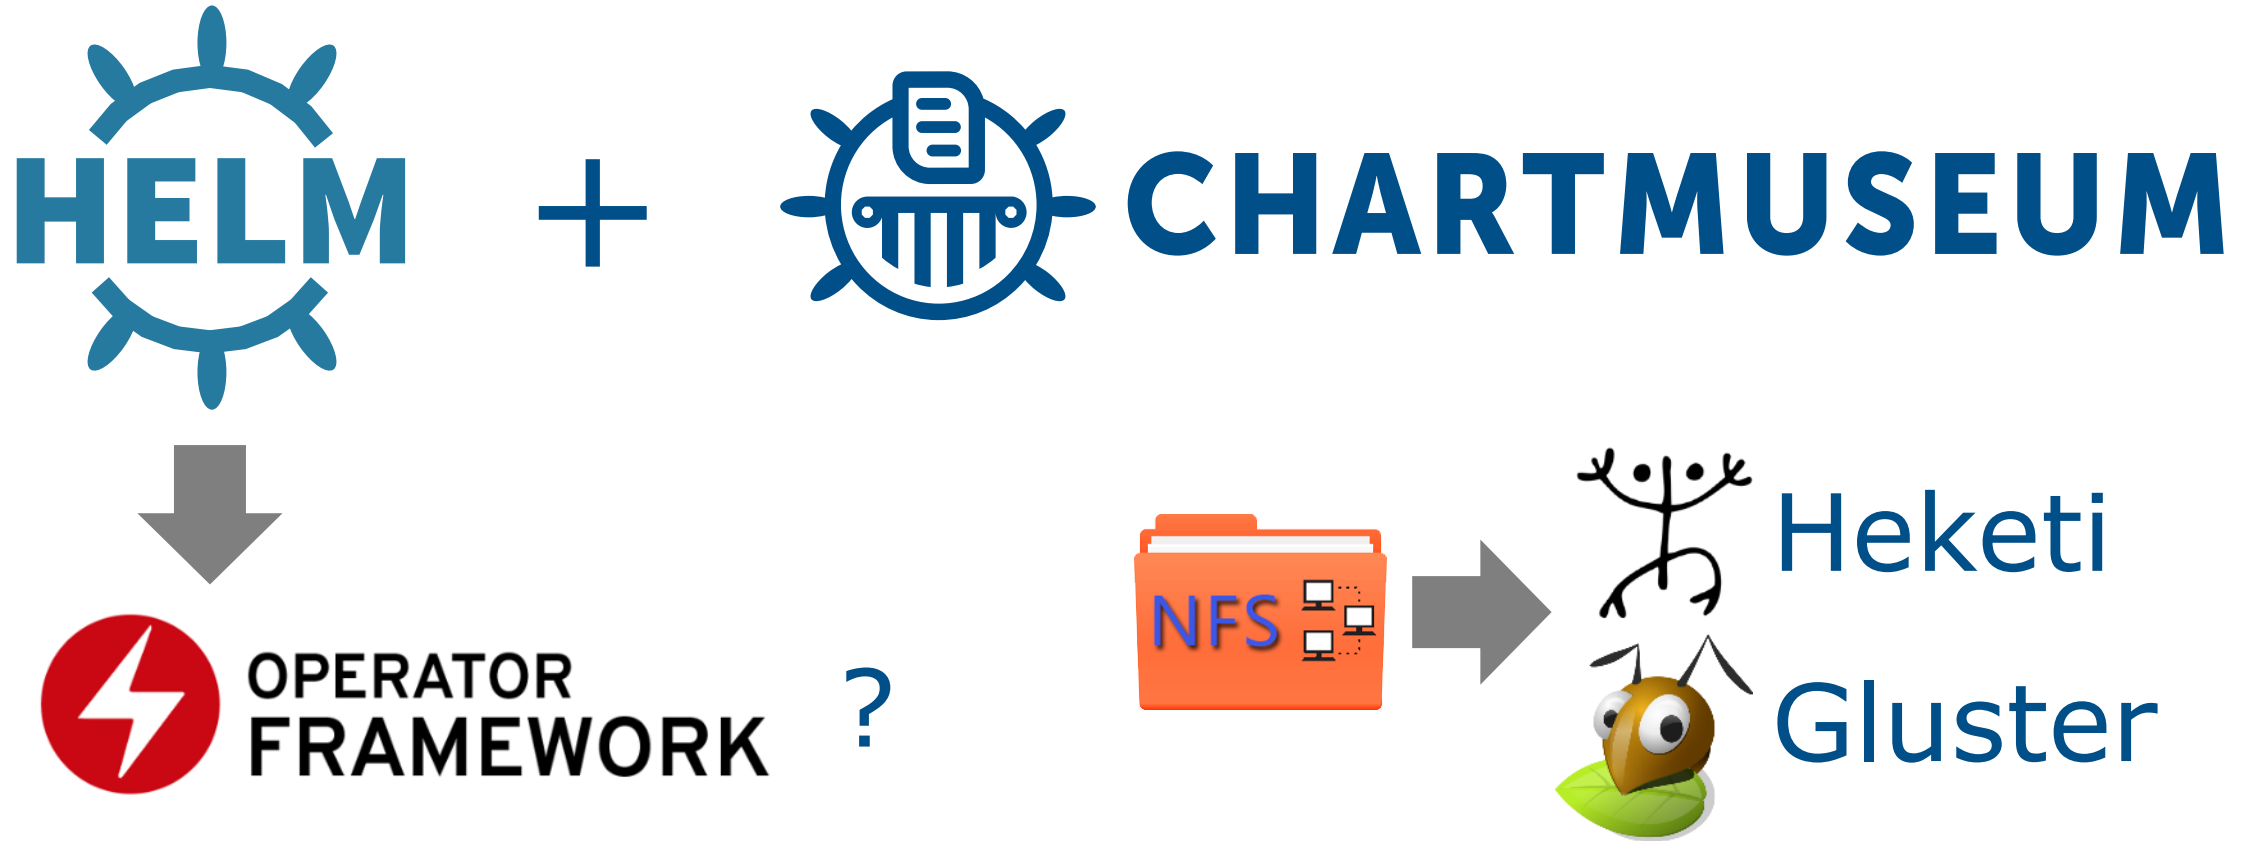 HELM
+
CHARTMUSEUM
OPERATOR
FRAMEWORK
?
NFS
Heketi
Gluster